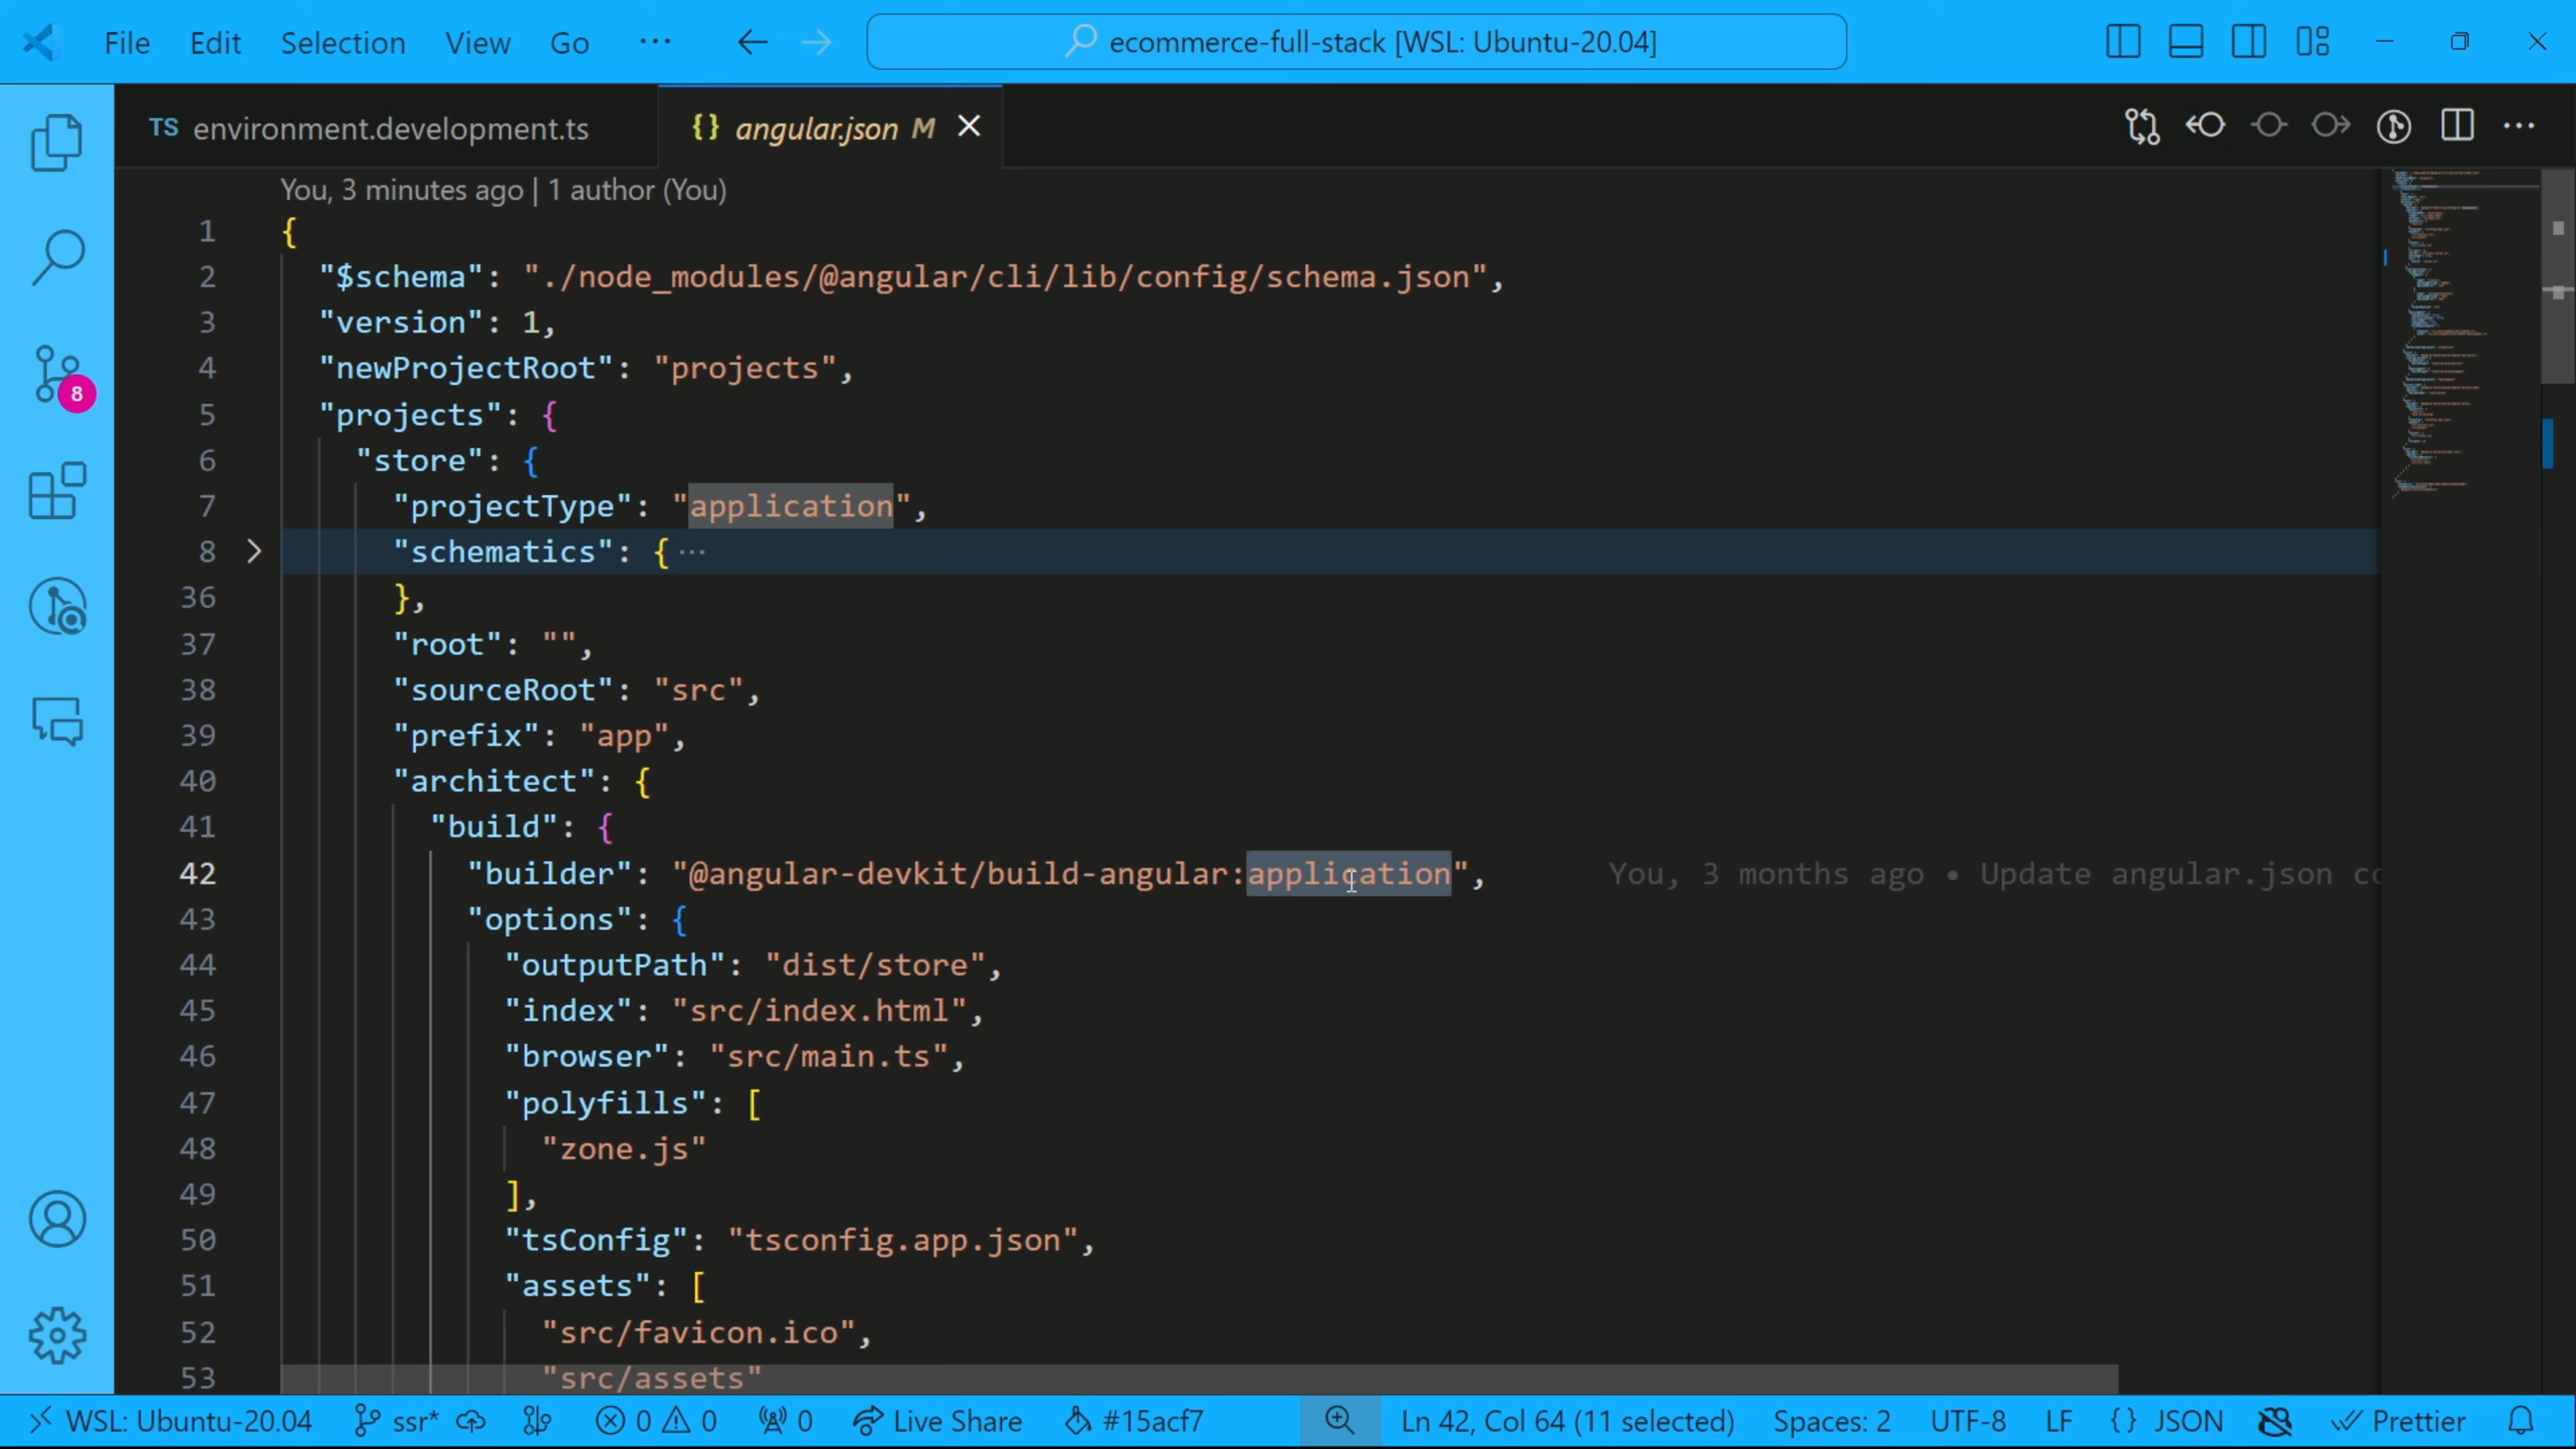 File Edit Selection View Go ··· ecommerce-full-stack [WSL: Ubuntu-20.04]
TS environment.development.ts {} angular.json M
You, 3 minutes ago | 1 author (You)
1 {
2 "$schema": "./node_modules/@angular/cli/lib/config/schema.json",
3 "version": 1,
4 "newProjectRoot": "projects",
5 "projects": {
6 "store": {
7 "projectType": "application",
8 "schematics": {···
36 },
37 "root": "",
38 "sourceRoot": "src",
39 "prefix": "app",
40 "architect": {
41 "build": {
42 "builder": "@angular-devkit/build-angular:application", You, 3 months ago • Update angular.json
43 "options": {
44 "outputPath": "dist/store",
45 "index": "src/index.html",
46 "browser": "src/main.ts",
47 "polyfills": [
48 "zone.js"
49 ],
50 "tsConfig": "tsconfig.app.json",
51 "assets": [
52 "src/favicon.ico",
53 "src/assets"
8
WSL: Ubuntu-20.04 ssr* 0 0 0 Live Share #15acf7 Ln 42, Col 64 (11 selected) Spaces: 2 UTF-8 LF {} JSON Prettier